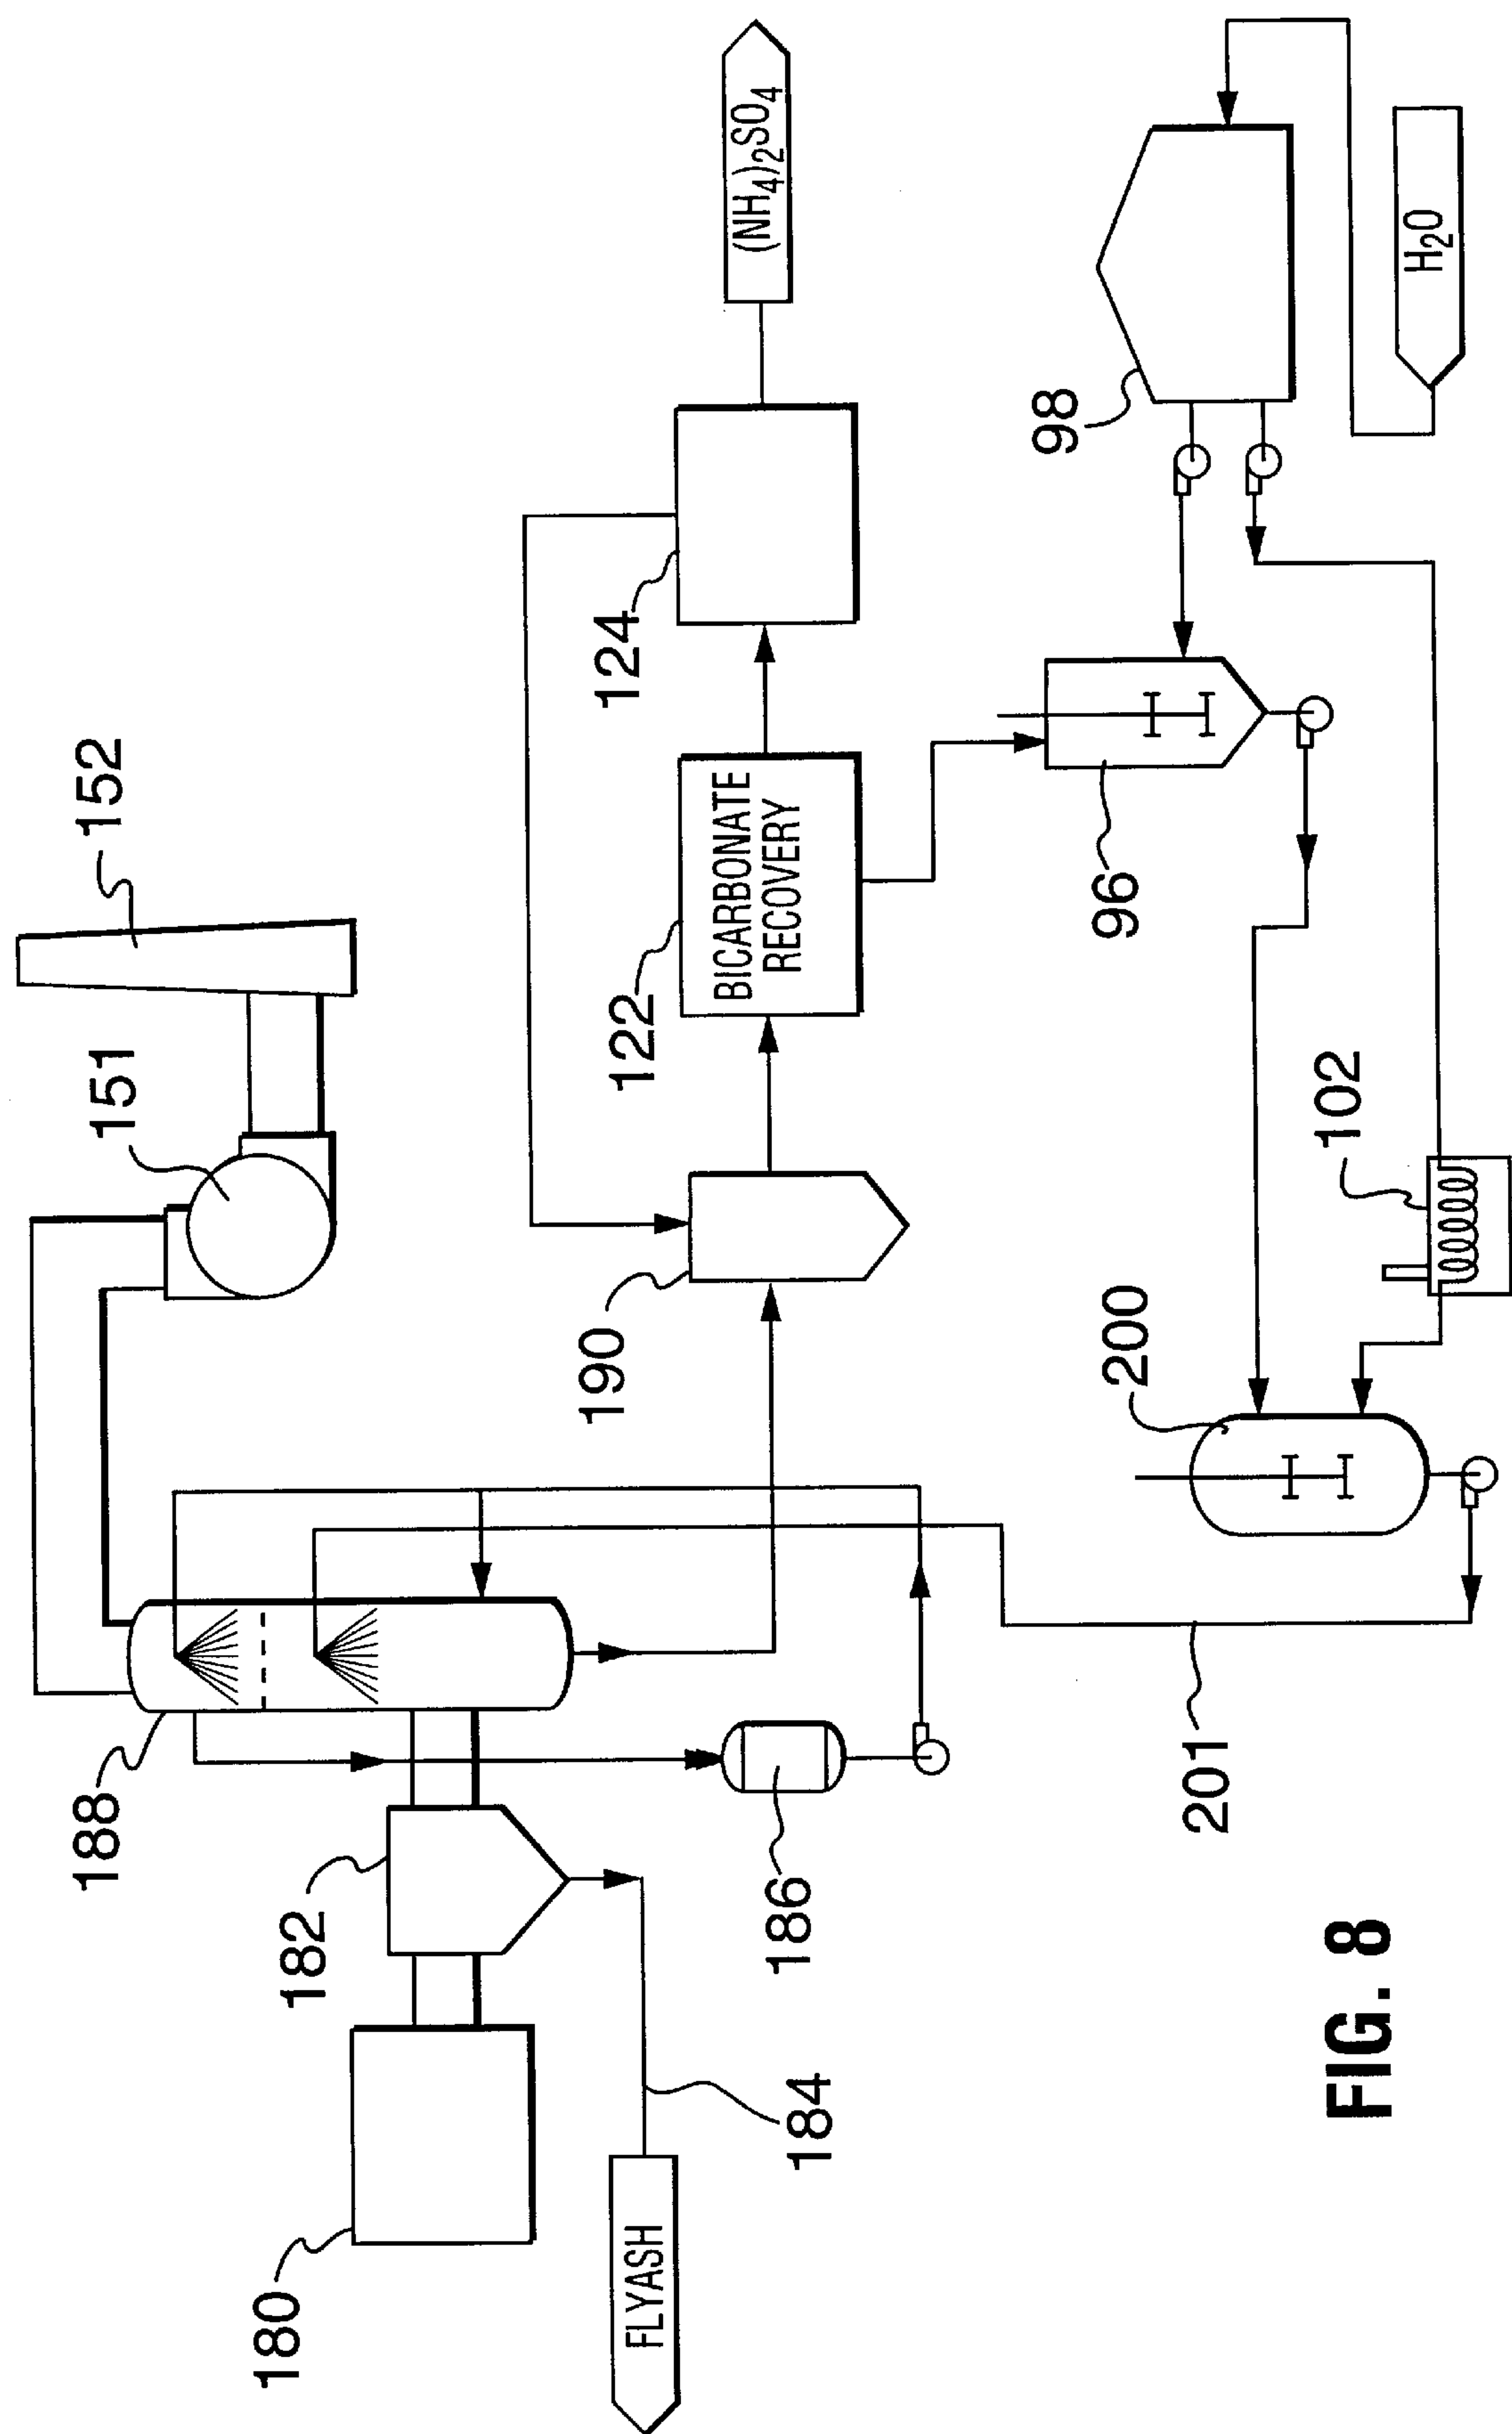 152
151
188
182
180
FLYASH
184
186
190
122
BICARBONATE
RECOVERY
124
(NH4)2SO4
201
200
102
96
98
H2O
FIG. 8